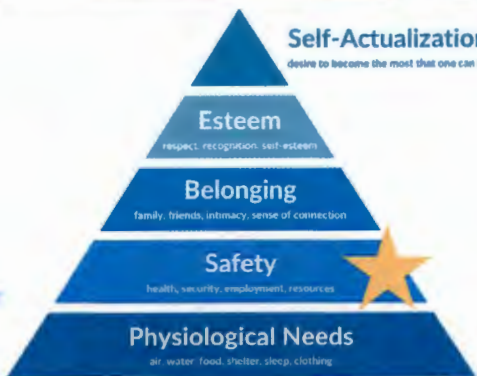 Self-Actualization
desire to become the most that one can
Esteem
respect, recognition, self-esteem
Belonging
family, friends, intimacy, sense of connection
Safety
health, security, employment, resources
Physiological Needs
air, water, food, shelter, sleep, clothing